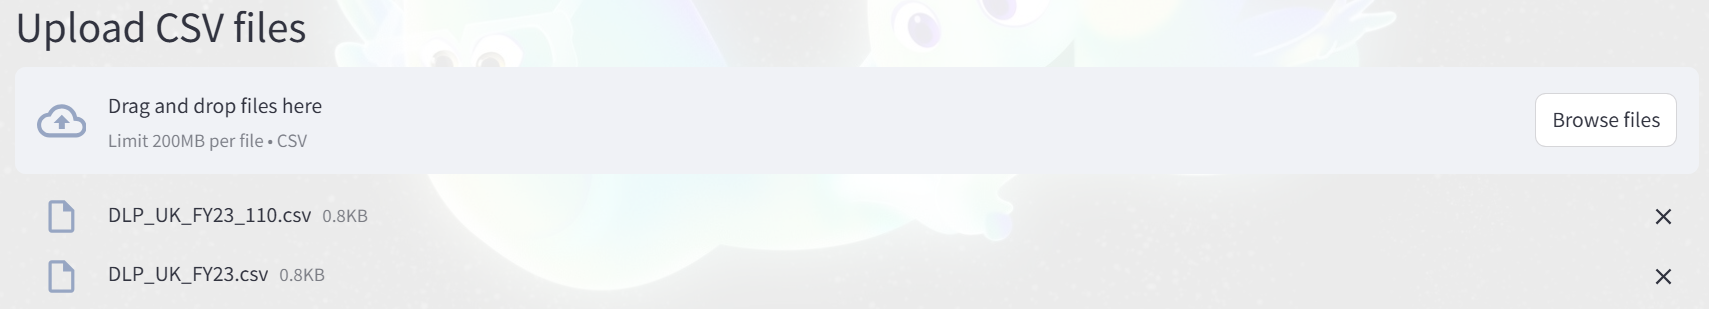 Upload CSV files
Drag and drop files here
Limit 200MB per file • CSV
Browse files
DLP_UK_FY23_110.csv 0.8KB
DLP_UK_FY23.csv 0.8KB